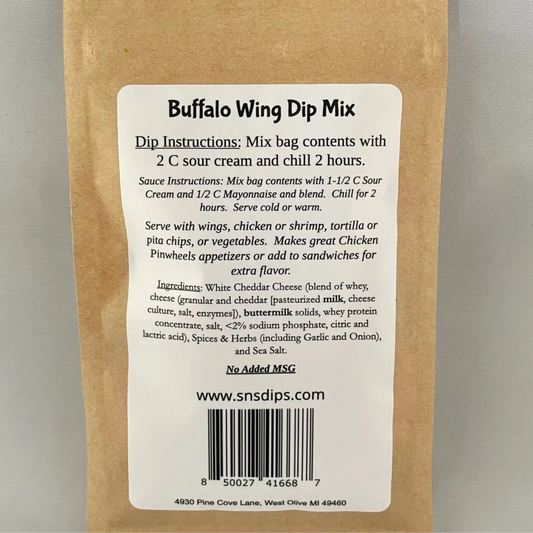 Buffalo Wing Dip Mix
Dip Instructions: Mix bag contents with
2 C sour cream and chill 2 hours.
Sauce Instructions: Mix bag contents with 1-1/2 C Sour
Cream and 1/2 C Mayonnaise and blend. Chill for 2
hours. Serve cold or warm.
Serve with wings, chicken or shrimp, tortilla or
pita chips, or vegetables. Makes great Chicken
Pinwheels appetizers or add to sandwiches for
extra flavor.
Ingredients: White Cheddar Cheese (blend of whey,
cheese (granular and cheddar [pasteurized milk, cheese
culture, salt, enzymes]), buttermilk solids, whey protein
concentrate, salt, <2% sodium phosphate, citric and
lactric acid), Spices & Herbs (including Garlic and Onion),
and Sea Salt.
No Added MSG
www.snsdips.com
8 50027 41668 7
4930 Pine Cove Lane, West Olive MI 49460